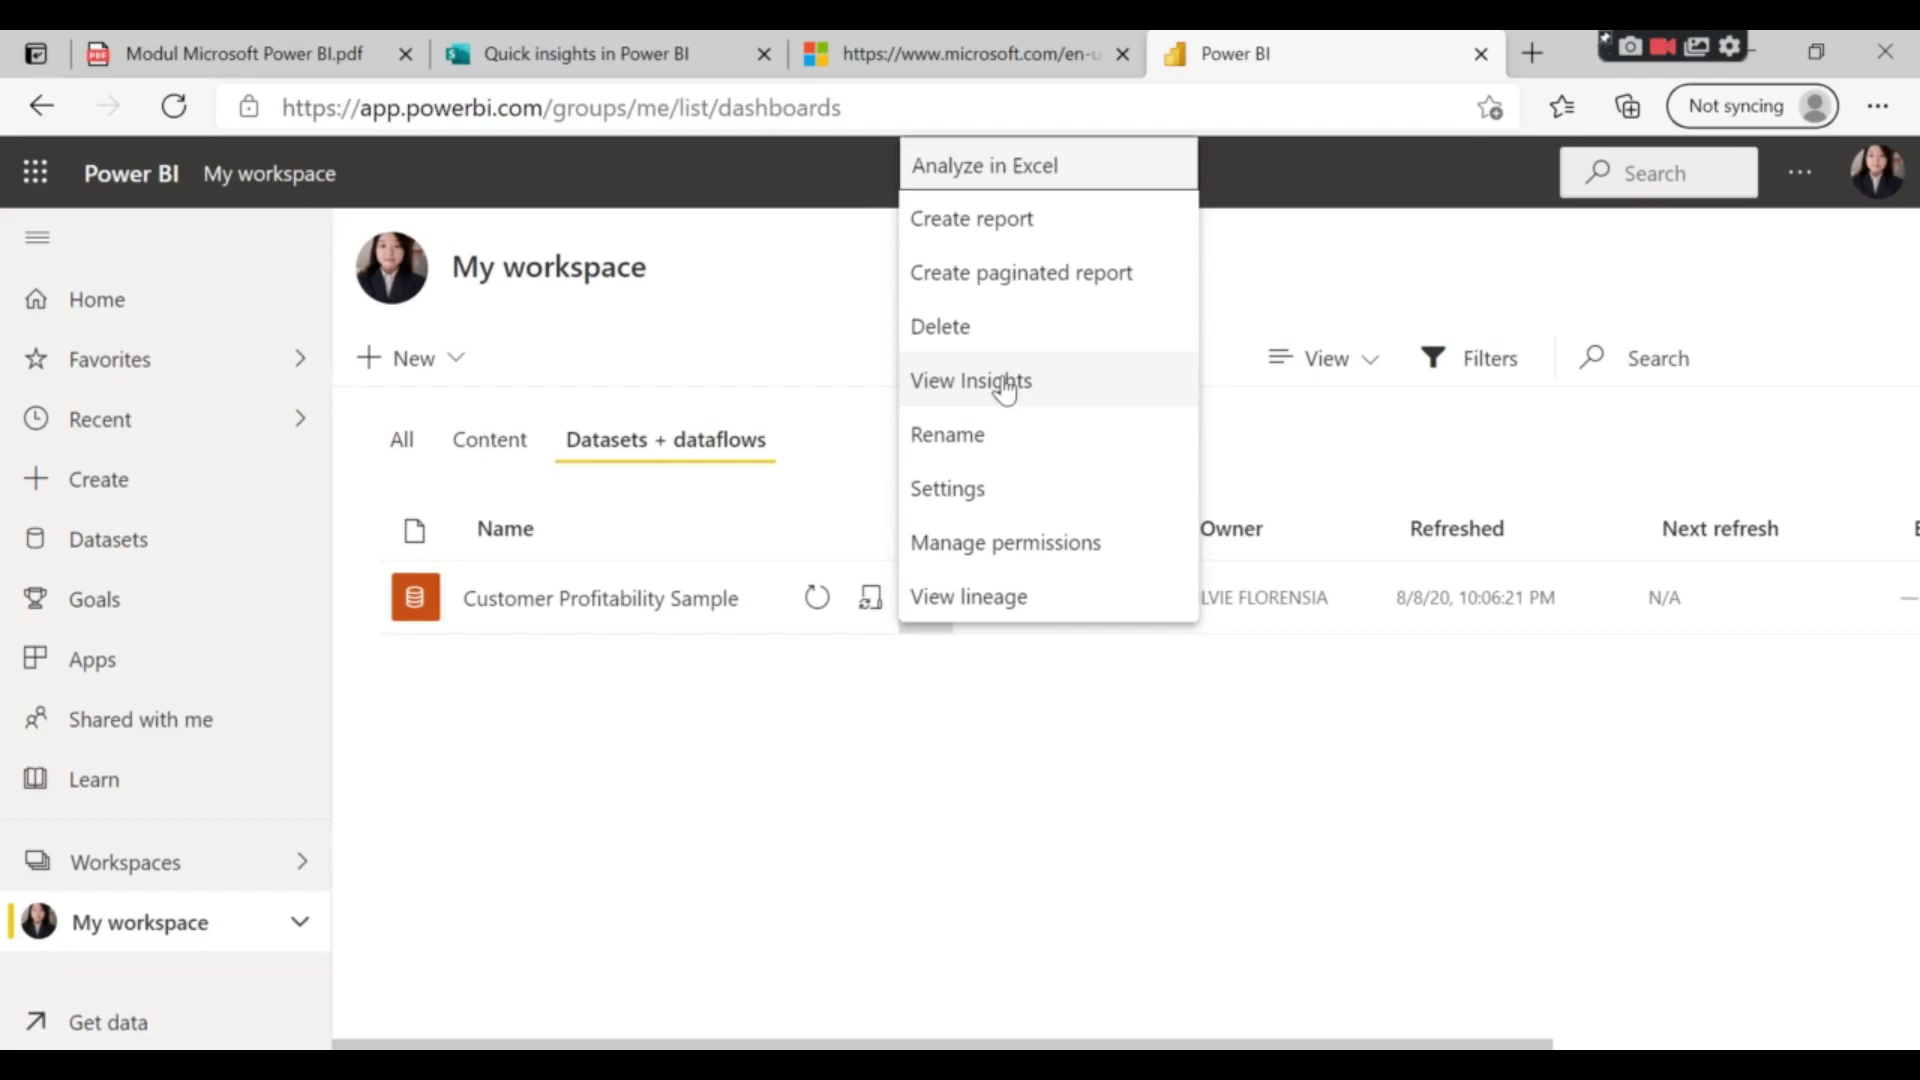 Modul Microsoft Power BI.pdf
Quick insights in Power BI
https://www.microsoft.com/en-u
Power BI
https://app.powerbi.com/groups/me/list/dashboards
Not syncing
Power BI
My workspace
Search
Home
Favorites
Recent
Create
Datasets
Goals
Apps
Shared with me
Learn
Workspaces
My workspace
Get data
My workspace
New
View
Filters
Search
All
Content
Datasets + dataflows
Name
Owner
Refreshed
Next refresh
Customer Profitability Sample
LVIE FLORENSIA
8/8/20, 10:06:21 PM
N/A
—
Analyze in Excel
Create report
Create paginated report
Delete
View Insights
Rename
Settings
Manage permissions
View lineage